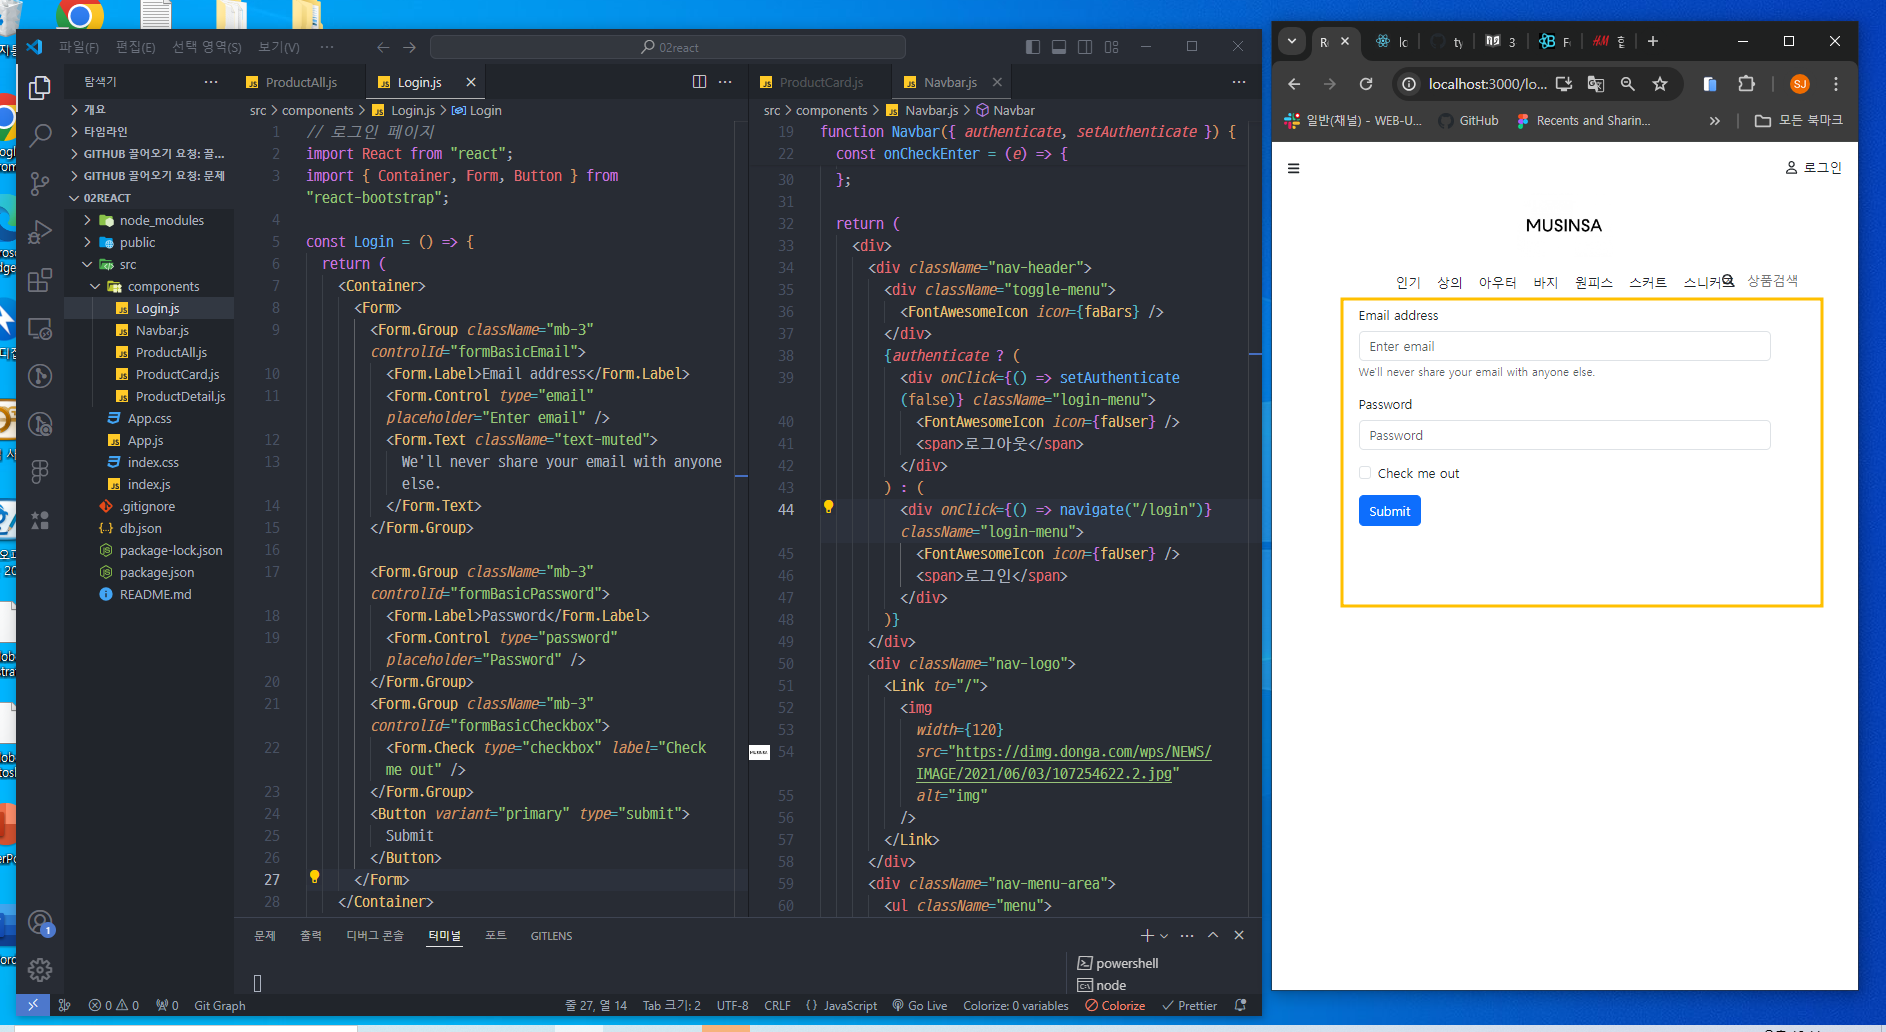 파일(F) 편집(E) 선택 영역(S) 보기(V) ···
02react
탐색기
개요
타임라인
GITHUB 끌어오기 요청: 끌...
GITHUB 끌어오기 요청: 문제
02REACT
node_modules
public
src
components
Login.js
Navbar.js
ProductAll.js
ProductCard.js
ProductDetail.js
App.css
App.js
index.css
index.js
.gitignore
db.json
package-lock.json
package.json
README.md
ProductAll.js Login.js
src > components > Login.js > Login
1 // 로그인 페이지
2 import React from "react";
3 import { Container, Form, Button } from
"react-bootstrap";
4
5 const Login = () => {
6 return (
7 <Container>
8 <Form>
9 <Form.Group className="mb-3"
controlId="formBasicEmail">
10 <Form.Label>Email address</Form.Label>
11 <Form.Control type="email"
placeholder="Enter email" />
12 <Form.Text className="text-muted">
13 We'll never share your email with anyone
else.
14 </Form.Text>
15 </Form.Group>
16
17 <Form.Group className="mb-3"
controlId="formBasicPassword">
18 <Form.Label>Password</Form.Label>
19 <Form.Control type="password"
placeholder="Password" />
20 </Form.Group>
21 <Form.Group className="mb-3"
controlId="formBasicCheckbox">
22 <Form.Check type="checkbox" label="Check
me out" />
23 </Form.Group>
24 <Button variant="primary" type="submit">
25 Submit
26 </Button>
27 </Form>
28 </Container>
ProductCard.js Navbar.js
src > components > Navbar.js > Navbar
19 function Navbar({ authenticate, setAuthenticate }) {
22 const onCheckEnter = (e) => {
30 };
31
32 return (
33 <div>
34 <div className="nav-header">
35 <div className="toggle-menu">
36 <FontAwesomeIcon icon={faBars} />
37 </div>
38 {authenticate ? (
39 <div onClick={() => setAuthenticate
(false)} className="login-menu">
40 <FontAwesomeIcon icon={faUser} />
41 <span>로그아웃</span>
42 </div>
43 ) : (
44 <div onClick={() => navigate("/login")}
className="login-menu">
45 <FontAwesomeIcon icon={faUser} />
46 <span>로그인</span>
47 </div>
48 )}
49 </div>
50 <div className="nav-logo">
51 <Link to="/">
52 <img
53 width={120}
54 src="https://dimg.donga.com/wps/NEWS/
IMAGE/2021/06/03/107254622.2.jpg"
55 alt="img"
56 />
57 </Link>
58 </div>
59 <div className="nav-menu-area">
60 <ul className="menu">
문제 출력 디버그 콘솔 터미널 포트 GITLENS
powershell
node
0 0 0 Git Graph 줄 27, 열 14 Tab 크기: 2 UTF-8 CRLF { } JavaScript Go Live Colorize: 0 variables Colorize Prettier
1
localhost:3000/lo...
SJ
일반(채널) - WEB-U... GitHub Recents and Sharin... » 모든 북마크
로그인
MUSINSA
인기 상의 아우터 바지 원피스 스커트 스니커즈 상품검색
Email address
Enter email
We'll never share your email with anyone else.
Password
Password
Check me out
Submit